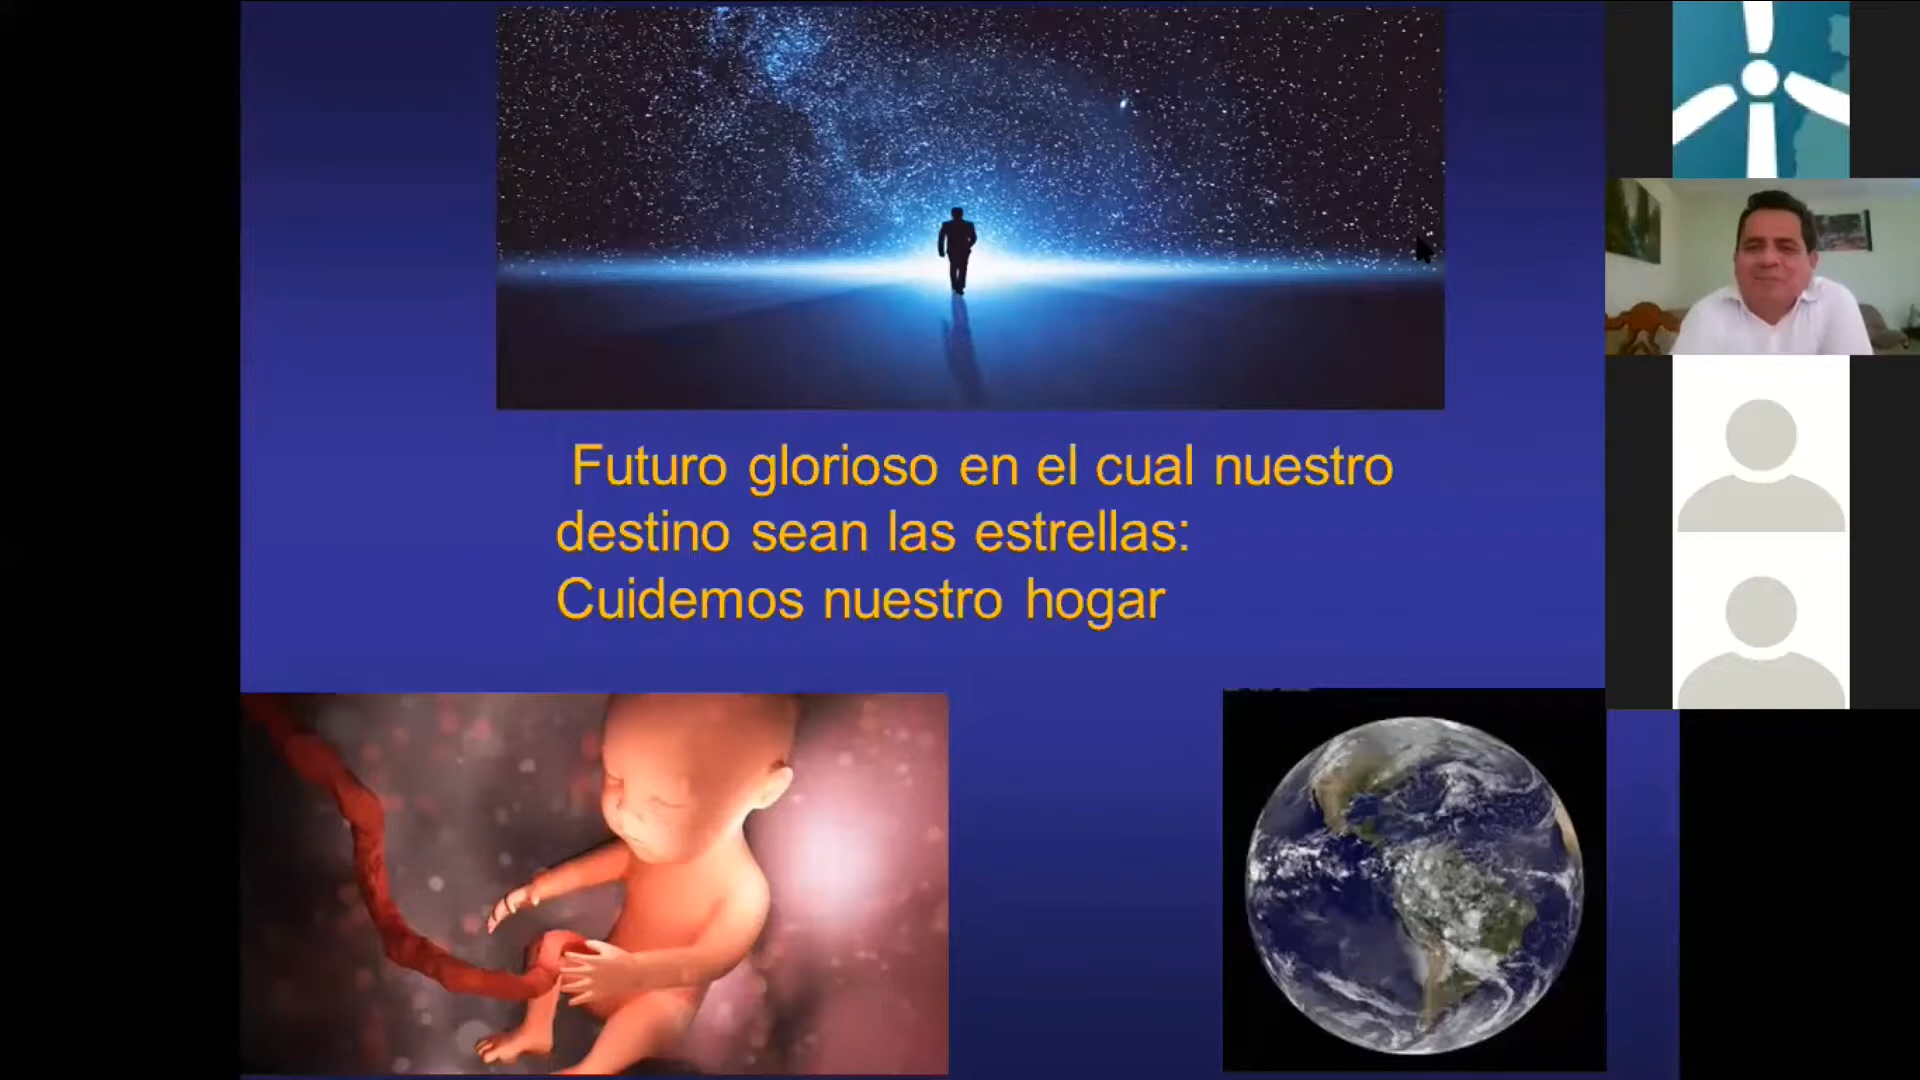 Futuro glorioso en el cual nuestro
destino sean las estrellas:
Cuidemos nuestro hogar